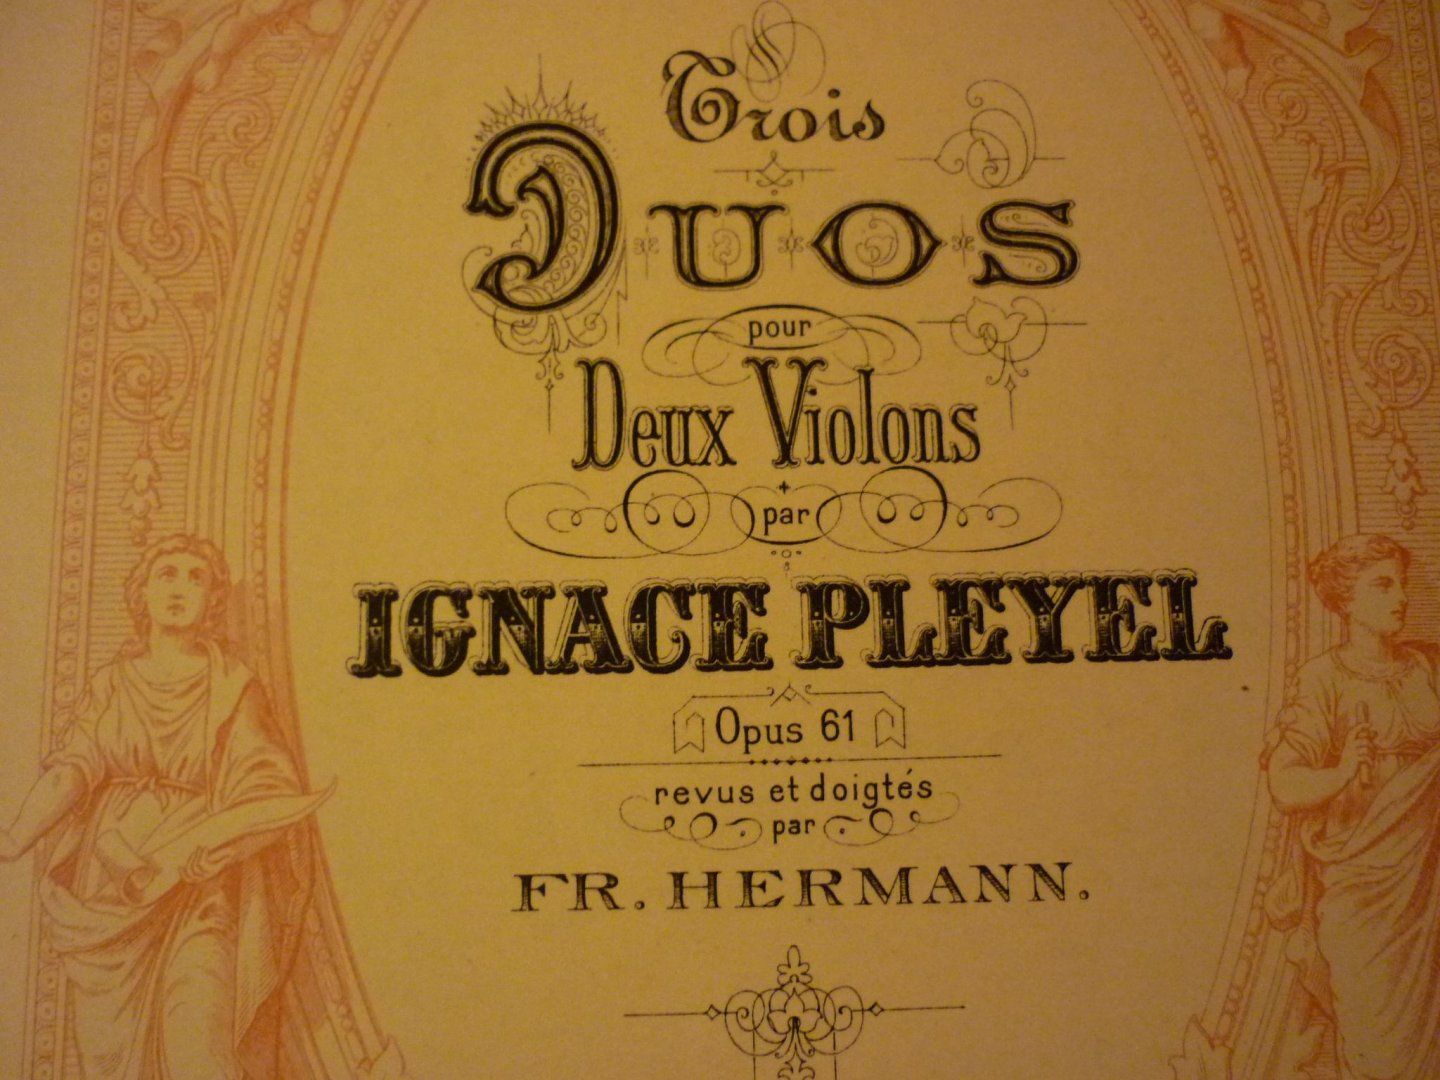 Trois
Duos
pour
Deux Violons
par
IGNACE PLEYEL
Opus 61
revus et doigtés
par
FR. HERMANN.